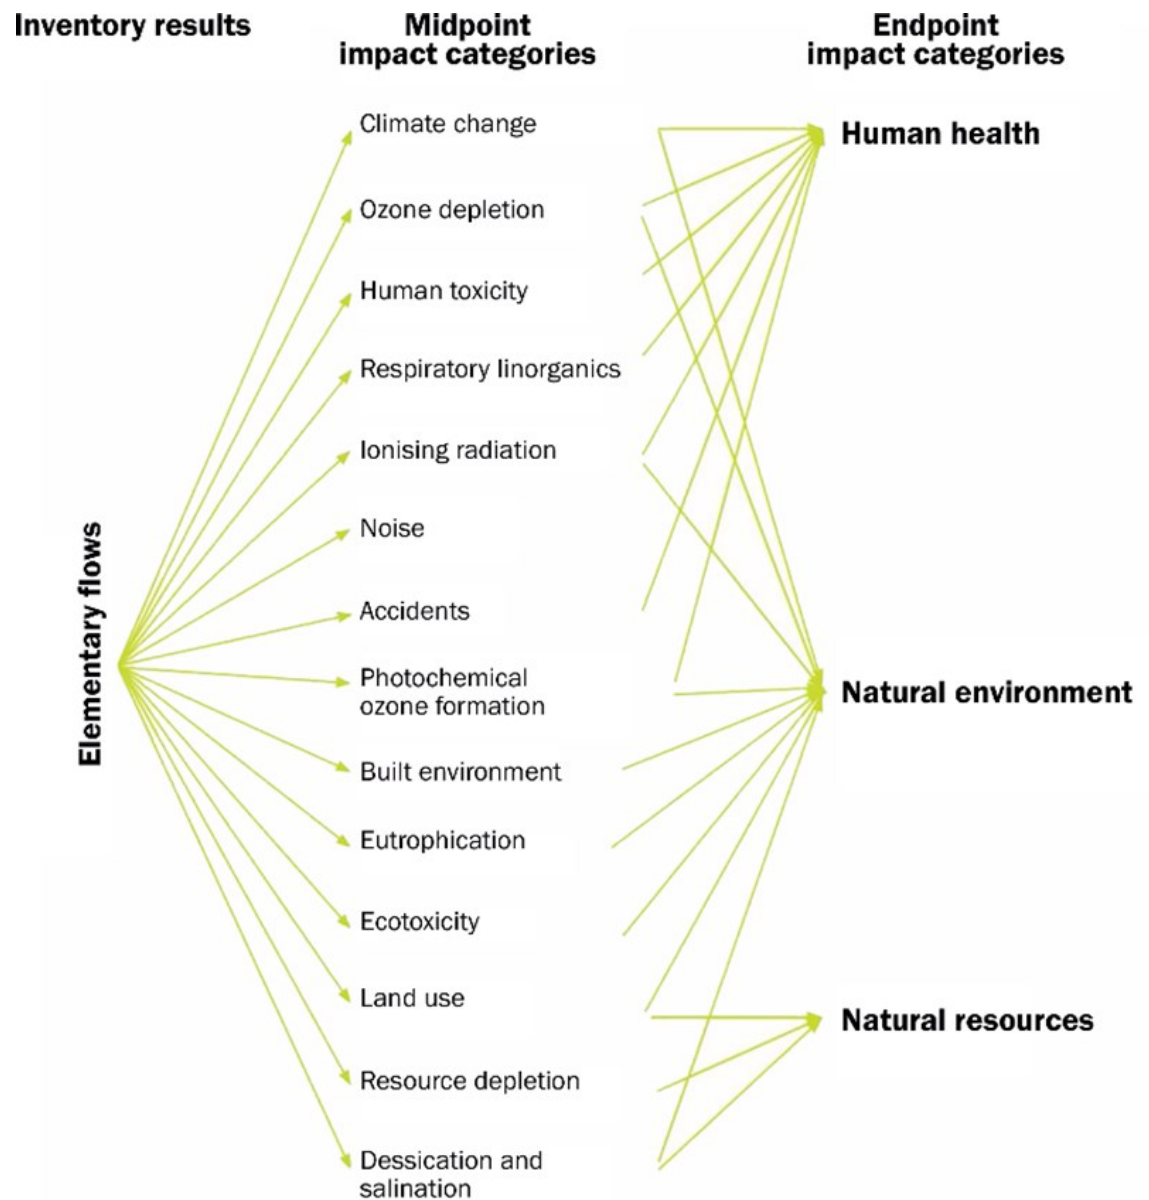 Inventory results
Midpoint
impact categories
Endpoint
impact categories
Elementary flows
Climate change
Ozone depletion
Human toxicity
Respiratory linorganics
Ionising radiation
Noise
Accidents
Photochemical
ozone formation
Built environment
Eutrophication
Ecotoxicity
Land use
Resource depletion
Dessication and
salination
Human health
Natural environment
Natural resources